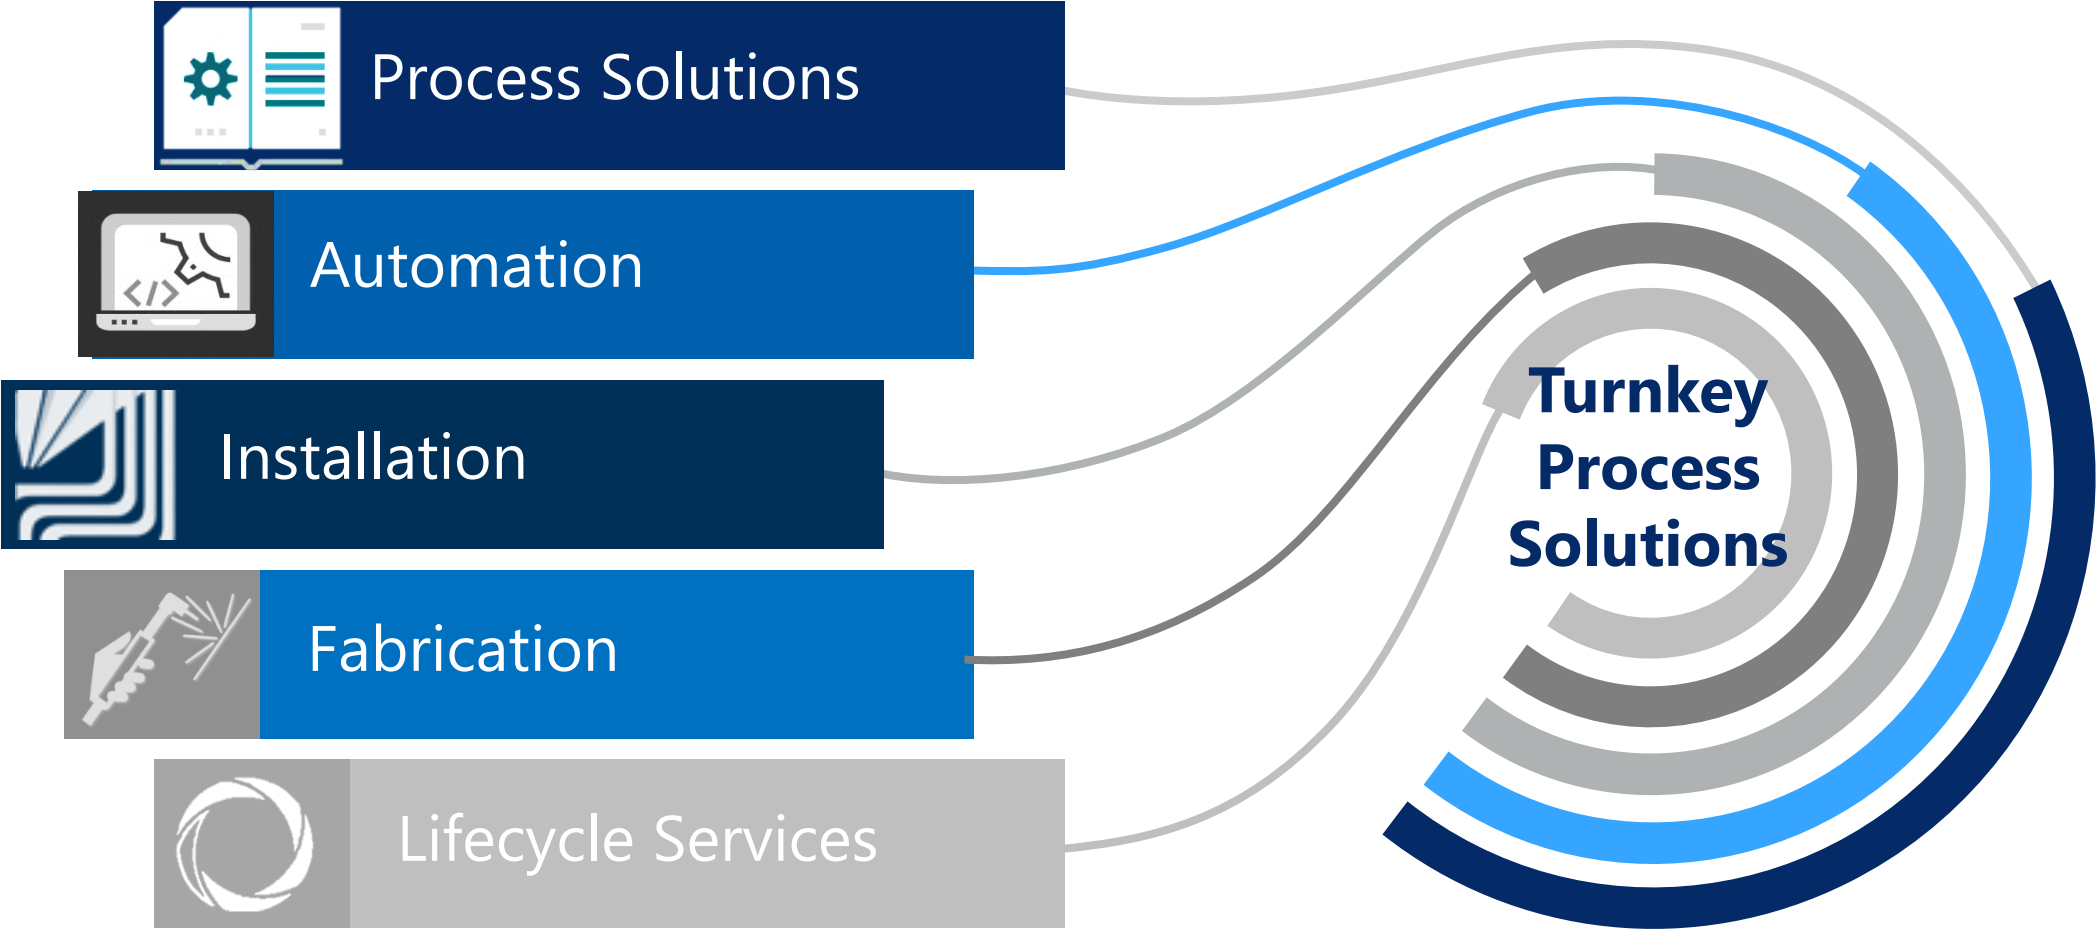 Process Solutions
Automation
</>
Installation
Fabrication
Lifecycle Services
Turnkey
Process
Solutions